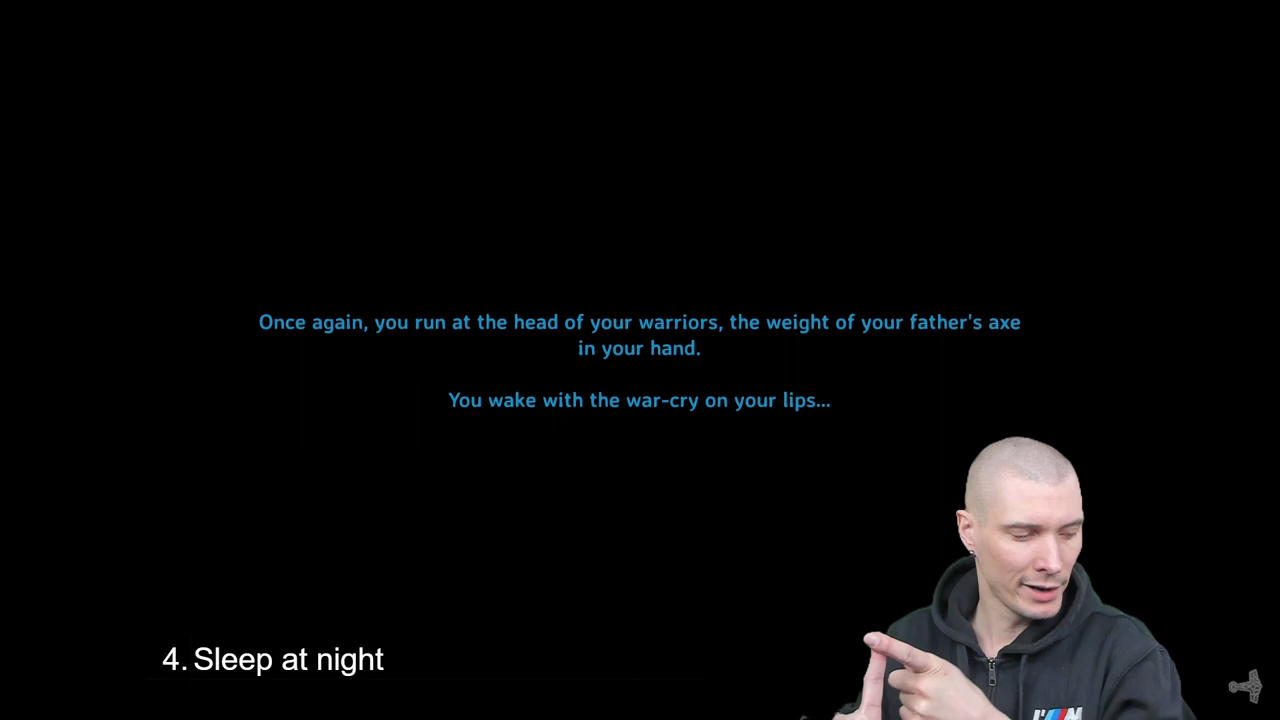 Once again, you run at the head of your warriors, the weight of your father's axe
in your hand.
You wake with the war-cry on your lips...
4. Sleep at night